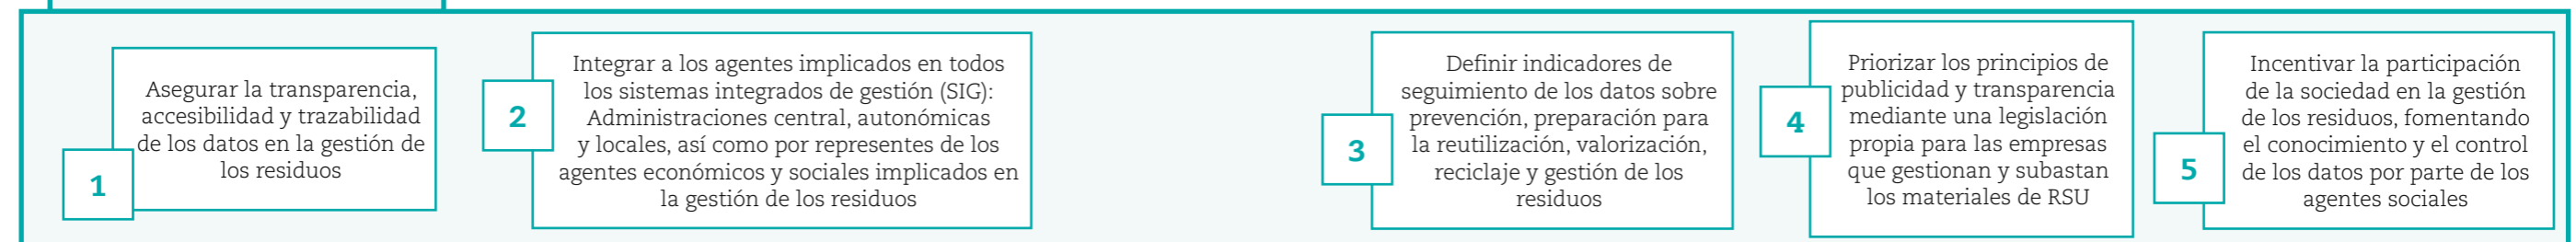 1
Asegurar la transparencia,
accesibilidad y trazabilidad
de los datos en la gestión de
los residuos
2
Integrar a los agentes implicados en todos
los sistemas integrados de gestión (SIG):
Administraciones central, autonómicas
y locales, así como por represententes de los
agentes económicos y sociales implicados en
la gestión de los residuos
3
Definir indicadores de
seguimiento de los datos sobre
prevención, preparación para
la reutilización, valorización,
reciclaje y gestión de los
residuos
4
Priorizar los principios de
publicidad y transparencia
mediante una legislación
propia para las empresas
que gestionan y subastan
los materiales de RSU
5
Incentivar la participación
de la sociedad en la gestión
de los residuos, fomentando
el conocimiento y el control
de los datos por parte de los
agentes sociales